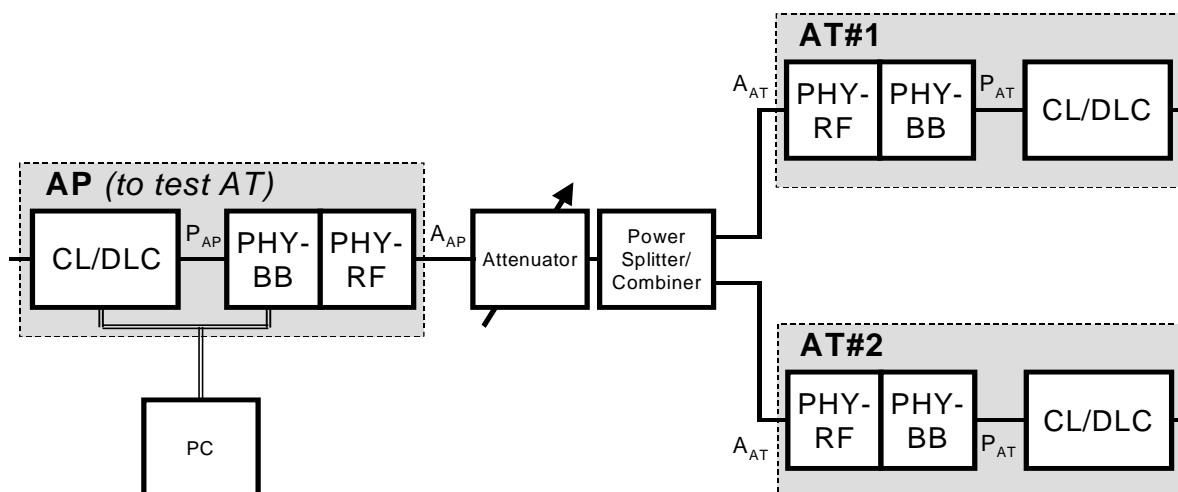 AT#1
A_AT
PHY-
RF
PHY-
BB
P_AT
CL/DLC
AP (to test AT)
CL/DLC
P_AP
PHY-
BB
PHY-
RF
A_AP
Attenuator
Power
Splitter/
Combiner
PC
AT#2
A_AT
PHY-
RF
PHY-
BB
P_AT
CL/DLC